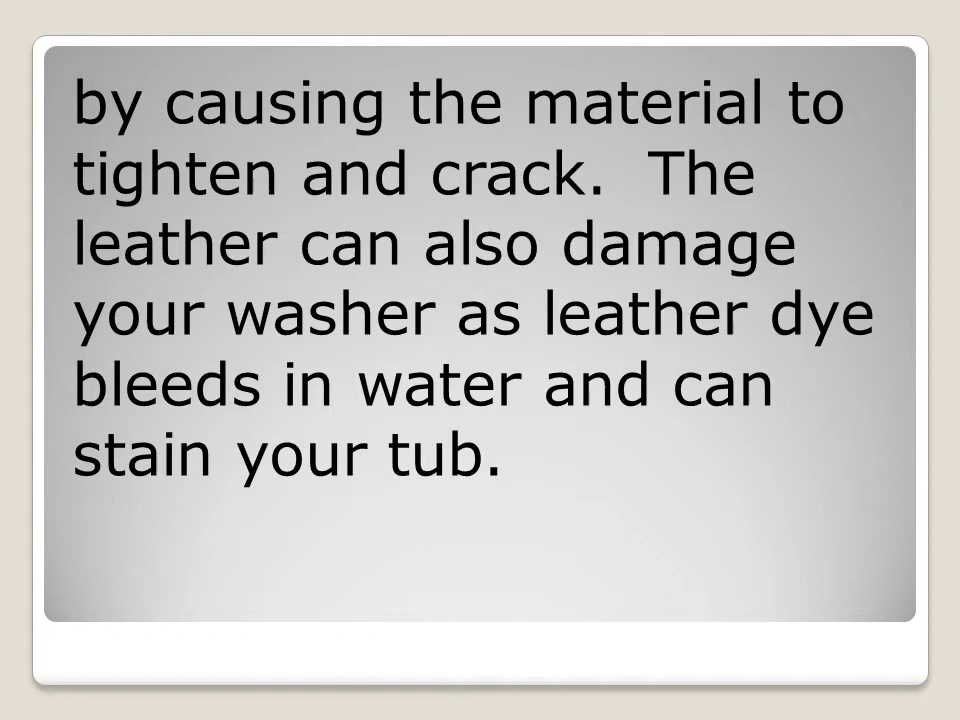 by causing the material to
tighten and crack.  The
leather can also damage
your washer as leather dye
bleeds in water and can
stain your tub.